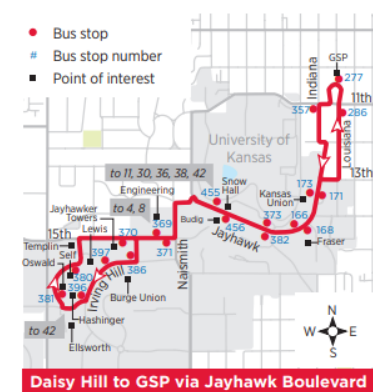 Bus stop
# Bus stop number
Point of interest
GSP
277
Indiana
11th
357
286
Louisiana
University of
Kansas
13th
to 11, 30, 36, 38, 42
Engineering
455
Snow
Hall
Kansas
Union
173
171
to 4, 8
Jayhawker
Towers
Budig
456
373
166
168
Jayhawk
382
Fraser
15th
Lewis
370
369
371
Naismith
Templin
Self
Oswald
397
380
386
396
381
Irving Hill
Burge Union
Hashinger
to 42
Ellsworth
N
W E
S
Daisy Hill to GSP via Jayhawk Boulevard